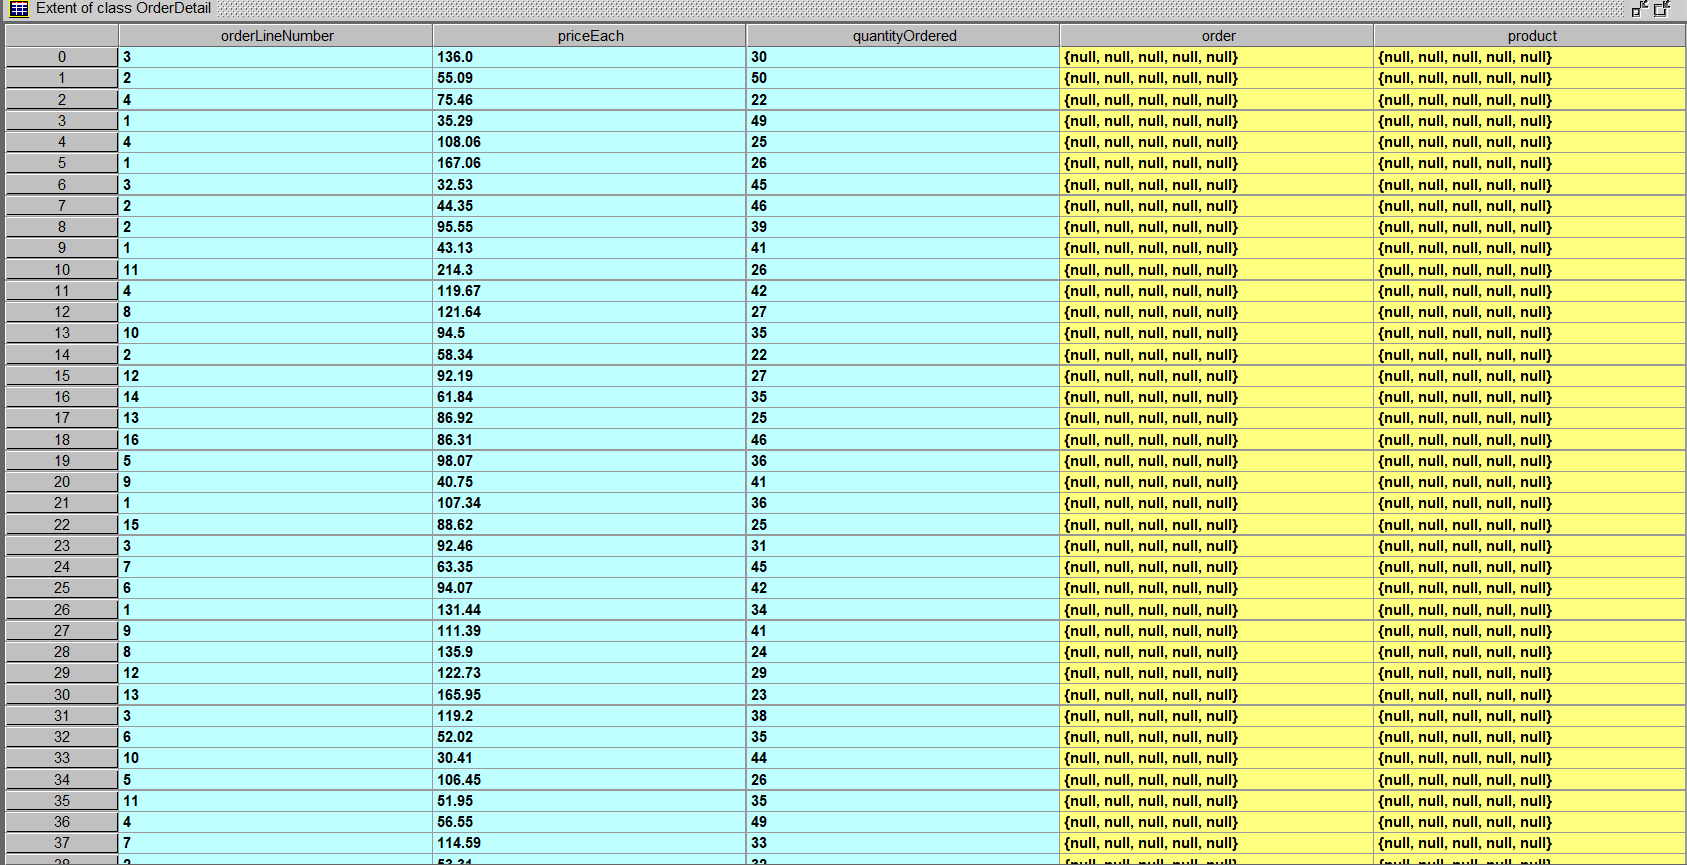 Extent of class OrderDetail
orderLineNumber priceEach quantityOrdered order product
0 3 136.0 30 {null, null, null, null, null} {null, null, null, null, null}
1 2 55.09 50 {null, null, null, null, null} {null, null, null, null, null}
2 4 75.46 22 {null, null, null, null, null} {null, null, null, null, null}
3 1 35.29 49 {null, null, null, null, null} {null, null, null, null, null}
4 4 108.06 25 {null, null, null, null, null} {null, null, null, null, null}
5 1 167.06 26 {null, null, null, null, null} {null, null, null, null, null}
6 3 32.53 45 {null, null, null, null, null} {null, null, null, null, null}
7 2 44.35 46 {null, null, null, null, null} {null, null, null, null, null}
8 2 95.55 39 {null, null, null, null, null} {null, null, null, null, null}
9 1 43.13 41 {null, null, null, null, null} {null, null, null, null, null}
10 11 214.3 26 {null, null, null, null, null} {null, null, null, null, null}
11 4 119.67 42 {null, null, null, null, null} {null, null, null, null, null}
12 8 121.64 27 {null, null, null, null, null} {null, null, null, null, null}
13 10 94.5 35 {null, null, null, null, null} {null, null, null, null, null}
14 2 58.34 22 {null, null, null, null, null} {null, null, null, null, null}
15 12 92.19 27 {null, null, null, null, null} {null, null, null, null, null}
16 14 61.84 35 {null, null, null, null, null} {null, null, null, null, null}
17 13 86.92 25 {null, null, null, null, null} {null, null, null, null, null}
18 16 86.31 46 {null, null, null, null, null} {null, null, null, null, null}
19 5 98.07 36 {null, null, null, null, null} {null, null, null, null, null}
20 9 40.75 41 {null, null, null, null, null} {null, null, null, null, null}
21 1 107.34 36 {null, null, null, null, null} {null, null, null, null, null}
22 15 88.62 25 {null, null, null, null, null} {null, null, null, null, null}
23 3 92.46 31 {null, null, null, null, null} {null, null, null, null, null}
24 7 63.35 45 {null, null, null, null, null} {null, null, null, null, null}
25 6 94.07 42 {null, null, null, null, null} {null, null, null, null, null}
26 1 131.44 34 {null, null, null, null, null} {null, null, null, null, null}
27 9 111.39 41 {null, null, null, null, null} {null, null, null, null, null}
28 8 135.9 24 {null, null, null, null, null} {null, null, null, null, null}
29 12 122.73 29 {null, null, null, null, null} {null, null, null, null, null}
30 13 165.95 23 {null, null, null, null, null} {null, null, null, null, null}
31 3 119.2 38 {null, null, null, null, null} {null, null, null, null, null}
32 6 52.02 35 {null, null, null, null, null} {null, null, null, null, null}
33 10 30.41 44 {null, null, null, null, null} {null, null, null, null, null}
34 5 106.45 26 {null, null, null, null, null} {null, null, null, null, null}
35 11 51.95 35 {null, null, null, null, null} {null, null, null, null, null}
36 4 56.55 49 {null, null, null, null, null} {null, null, null, null, null}
37 7 114.59 33 {null, null, null, null, null} {null, null, null, null, null}